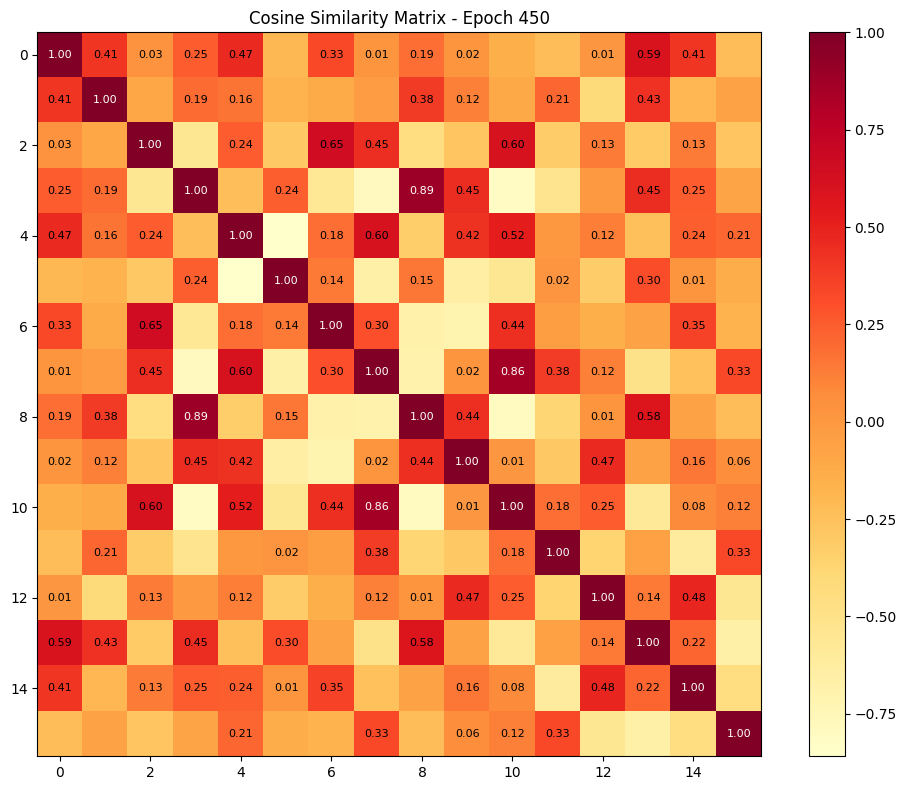 Cosine Similarity Matrix - Epoch 450
0 1.00 0.41 0.03 0.25 0.47 0.33 0.01 0.19 0.02 0.01 0.59 0.41
0.41 1.00 0.19 0.16 0.38 0.12 0.21 0.43
2 0.03 1.00 0.24 0.65 0.45 0.60 0.13 0.13
0.25 0.19 1.00 0.24 0.89 0.45 0.45 0.25
4 0.47 0.16 0.24 1.00 0.18 0.60 0.42 0.52 0.12 0.24 0.21
0.24 1.00 0.14 0.15 0.02 0.30 0.01
6 0.33 0.65 0.18 0.14 1.00 0.30 0.44 0.35
0.01 0.45 0.60 0.30 1.00 0.02 0.86 0.38 0.12 0.33
8 0.19 0.38 0.89 0.15 1.00 0.44 0.01 0.58
0.02 0.12 0.45 0.42 0.02 0.44 1.00 0.01 0.47 0.16 0.06
10 0.60 0.52 0.44 0.86 0.01 1.00 0.18 0.25 0.08 0.12
0.21 0.02 0.38 0.18 1.00 0.33
12 0.01 0.13 0.12 0.12 0.01 0.47 0.25 1.00 0.14 0.48
0.59 0.43 0.45 0.30 0.58 0.14 1.00 0.22
14 0.41 0.13 0.25 0.24 0.01 0.35 0.16 0.08 0.48 0.22 1.00
0.21 0.33 0.06 0.12 0.33 1.00
0 2 4 6 8 10 12 14
1.00
0.75
0.50
0.25
0.00
−0.25
−0.50
−0.75